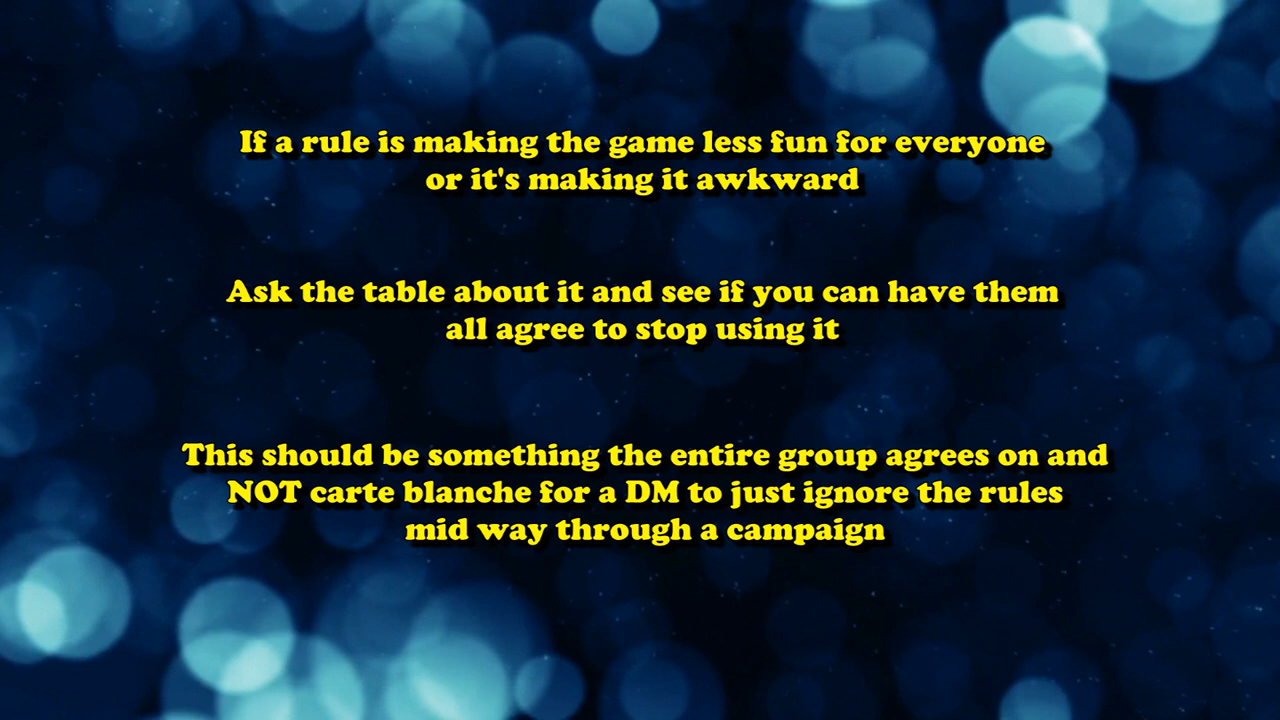 If a rule is making the game less fun for everyone
or it's making it awkward
Ask the table about it and see if you can have them
all agree to stop using it
This should be something the entire group agrees on and
NOT carte blanche for a DM to just ignore the rules
mid way through a campaign